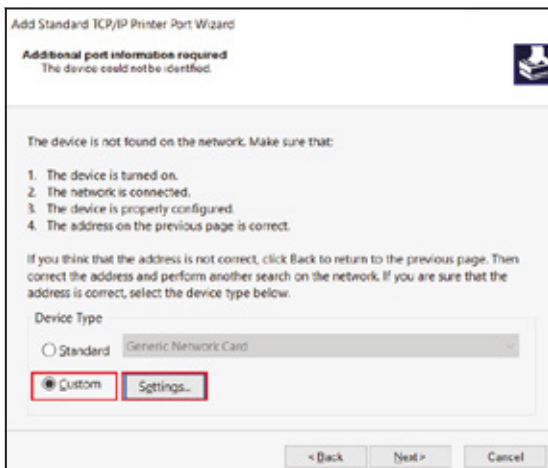 Add Standard TCP/IP Printer Port Wizard
Additional port information required
The device could not be identified.
The device is not found on the network. Make sure that:
1. The device is turned on.
2. The network is connected.
3. The device is properly configured.
4. The address on the previous page is correct.
If you think that the address is not correct, click Back to return to the previous page. Then
correct the address and perform another search on the network. If you are sure that the
address is correct, select the device type below.
Device Type
Standard Generic Network Card
Custom Settings...
< Back Next > Cancel